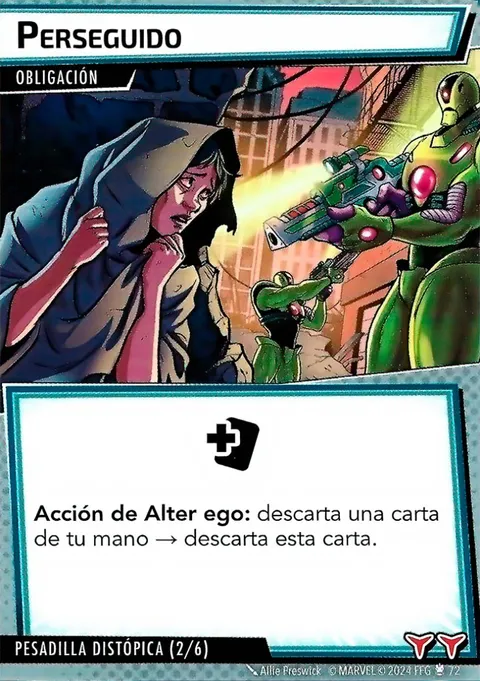 PERSEGUIDO
OBLIGACIÓN
Acción de Alter ego: descarta una carta
de tu mano → descarta esta carta.
PESADILLA DISTÓPICA (2/6)
Allie Preswick © MARVEL © 2024 FFG 72